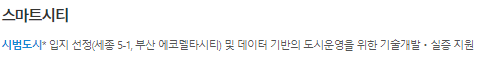 스마트시티
시범도시* 입지 선정(세종 5-1, 부산 에코델타시티) 및 데이터 기반의 도시운영을 위한 기술개발・실증 지원